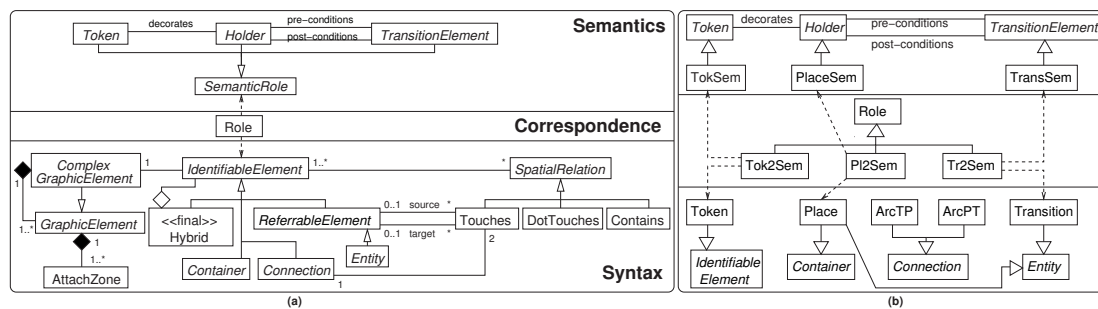 decorates
pre−conditions
Token
Holder
TransitionElement
Semantics
post−conditions
SemanticRole
Role
Correspondence
Complex
GraphicElement
1
IdentifiableElement
1..*
*
SpatialRelation
1
GraphicElement
1..*
1
<<final>>
Hybrid
ReferrableElement
0..1 source *
0..1 target *
Touches
DotTouches
Contains
2
1..*
AttachZone
Container
Connection
Entity
1
Syntax
(a)
Token
decorates
Holder
pre−conditions
post−conditions
TransitionElement
TokSem
PlaceSem
TransSem
Role
Tok2Sem
Pl2Sem
Tr2Sem
Token
Place
ArcTP
ArcPT
Transition
Identifiable
Element
Container
Connection
Entity
(b)